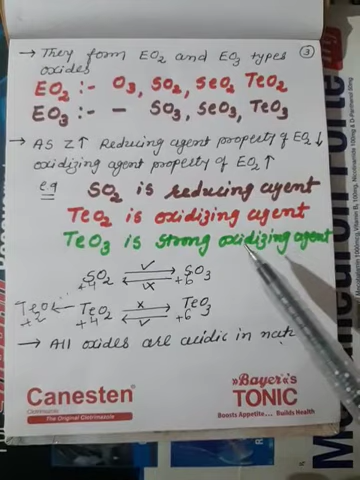 → They form EO₂ and EO₃ types
oxides
③
EO₂ :- O₃, SO₂, SeO₂ TeO₂
EO₃ :- – SO₃, SeO₃, TeO₃
→ AS Z↑ Reducing agent property of EO₂ ↓
oxidizing agent property of EO₂ ↑
e.g SO₂ is reducing agent
TeO₂ is oxidizing agent
TeO₃ is strong oxidizing agent
SO₂ ⇌ SO₃
+4 ✓ x +6
TeO ← TeO₂ ⇌ TeO₃
+2 +4 x ✓ +6
→ All oxides are acidic in
Canesten
Clotrimazole
The Original Clotrimazole
»Bayer's
TONIC
Boosts Appetite... Builds Health